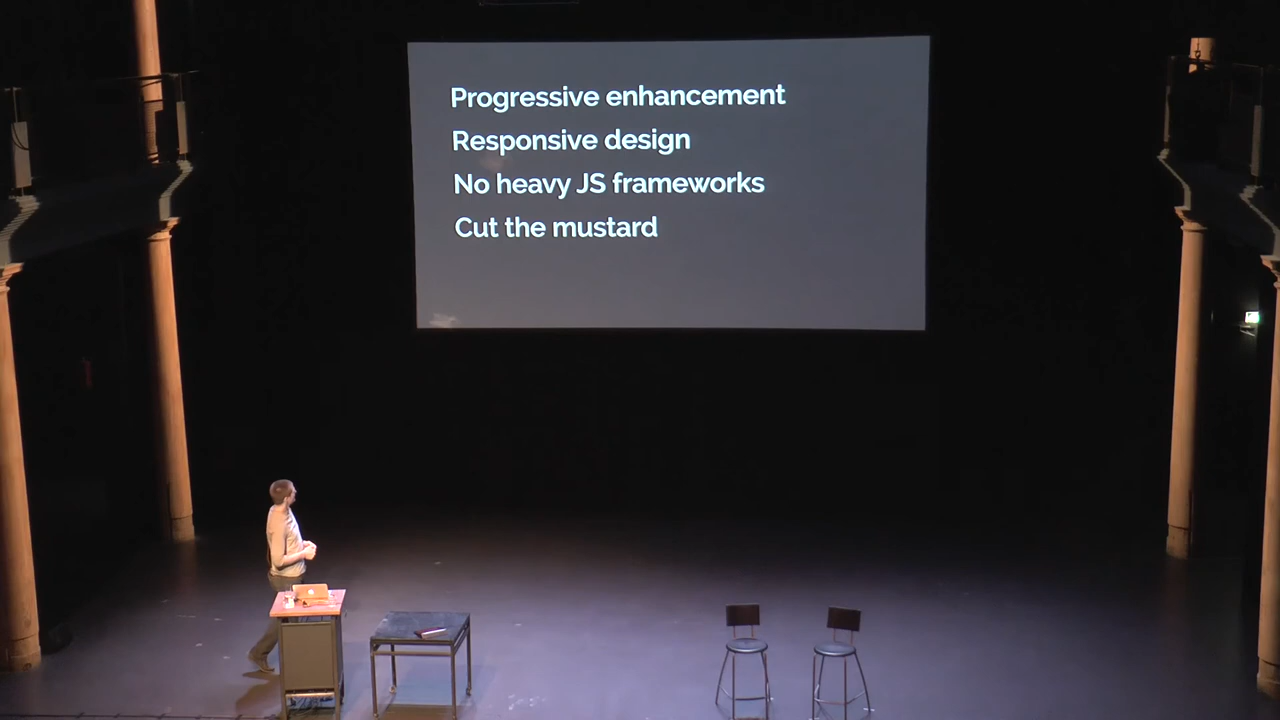 Progressive enhancement
Responsive design
No heavy JS frameworks
Cut the mustard